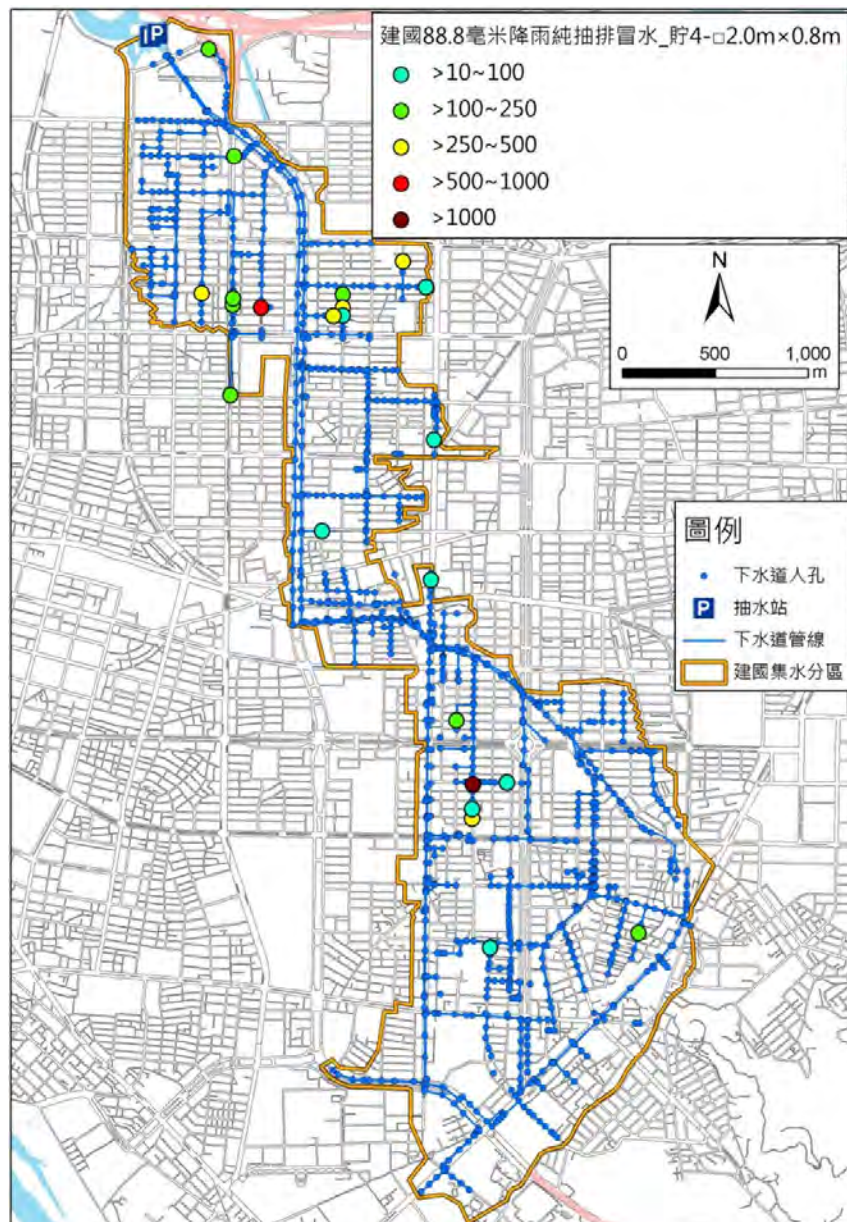 P
建國88.8毫米降雨純抽排冒水_貯4-□2.0m×0.8m
>10~100
>100~250
>250~500
>500~1000
>1000
N
0 500 1,000
m
圖例
下水道人孔
P 抽水站
下水道管線
建國集水分區